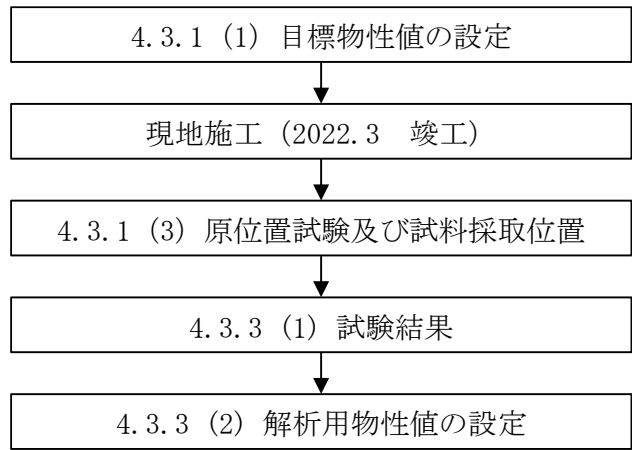 4.3.1 (1) 目標物性値の設定
現地施工 (2022.3　竣工)
4.3.1 (3) 原位置試験及び試料採取位置
4.3.3 (1) 試験結果
4.3.3 (2) 解析用物性値の設定